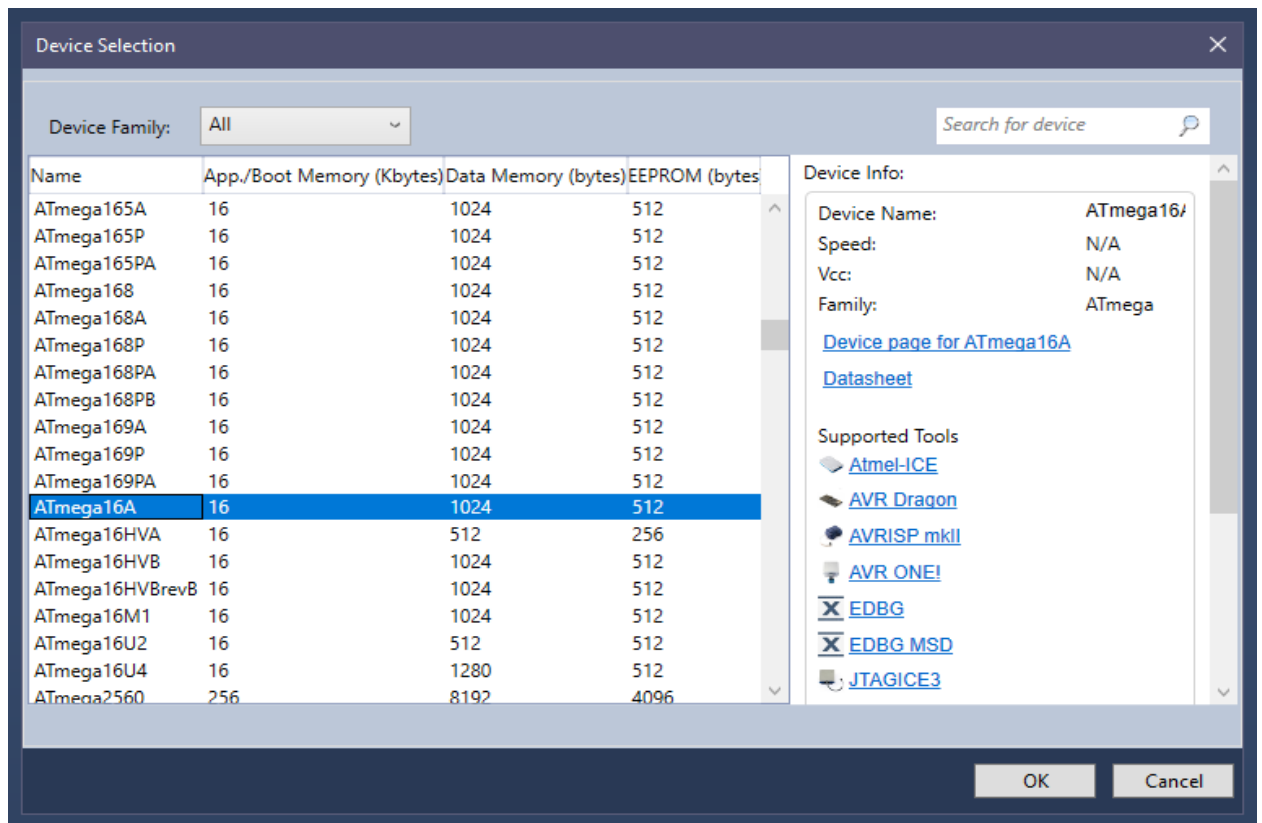 Device Selection
Device Family: All
Search for device
Name App./Boot Memory (Kbytes) Data Memory (bytes) EEPROM (bytes
ATmega165A 16 1024 512
ATmega165P 16 1024 512
ATmega165PA 16 1024 512
ATmega168 16 1024 512
ATmega168A 16 1024 512
ATmega168P 16 1024 512
ATmega168PA 16 1024 512
ATmega168PB 16 1024 512
ATmega169A 16 1024 512
ATmega169P 16 1024 512
ATmega169PA 16 1024 512
ATmega16A 16 1024 512
ATmega16HVA 16 512 256
ATmega16HVB 16 1024 512
ATmega16HVBrevB 16 1024 512
ATmega16M1 16 1024 512
ATmega16U2 16 512 512
ATmega16U4 16 1280 512
ATmega2560 256 8192 4096
Device Info:
Device Name: ATmega16A
Speed: N/A
Vcc: N/A
Family: ATmega
Device page for ATmega16A
Datasheet
Supported Tools
Atmel-ICE
AVR Dragon
AVRISP mkII
AVR ONE!
EDBG
EDBG MSD
JTAGICE3
OK Cancel